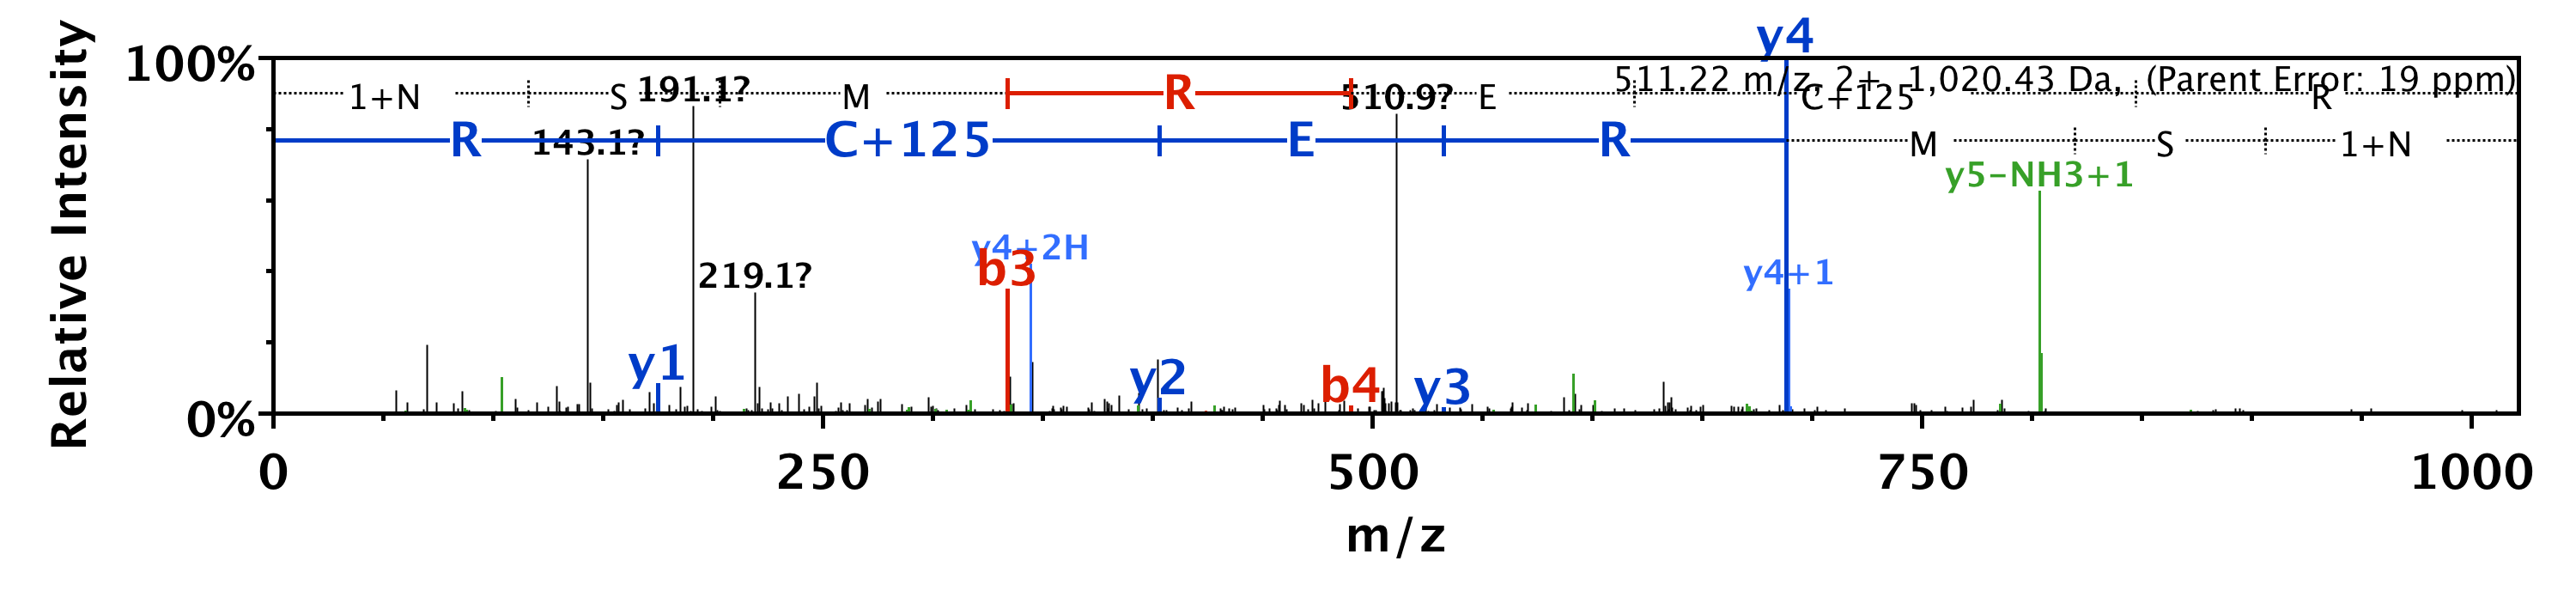 y4
100%
511.22 m/z, 2+, 1,020.43 Da, (Parent Error: 19 ppm)
1+N S 191.1? M R 510.9? E C+125 R
R 143.1? C+125 E R M S 1+N
y5-NH3+1
y4+2H
b3
219.1?
y4+1
y1
y2
b4
y3
Relative Intensity
0%
0 250 500 750 1000
m/z